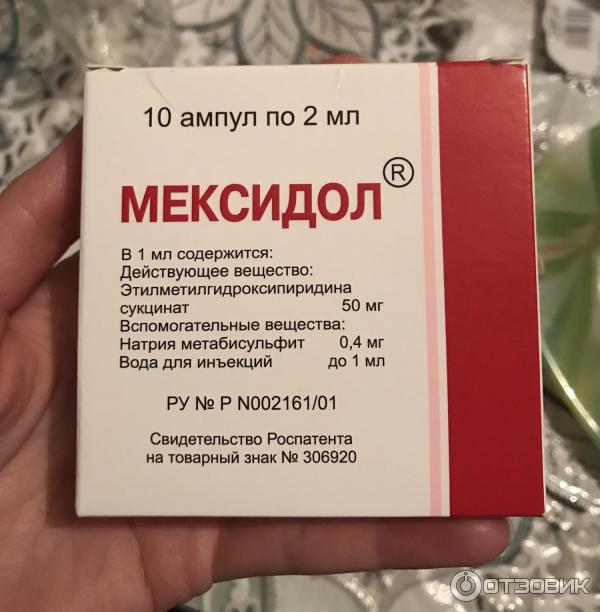 10 ампул по 2 мл
МЕКСИДОЛ®
В 1 мл содержится:
Действующее вещество:
Этилметилгидроксипиридина
сукцинат 50 мг
Вспомогательные вещества:
Натрия метабисульфит 0,4 мг
Вода для инъекций до 1 мл
РУ № Р N002161/01
Свидетельство Роспатента
на товарный знак № 306920
ОТЗОВИК